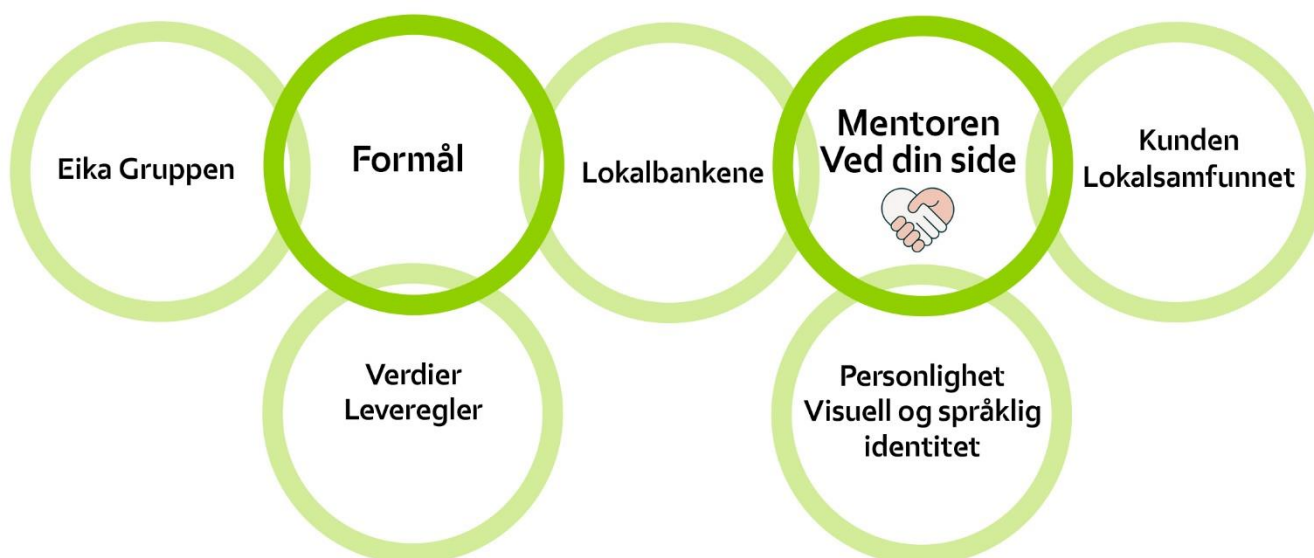 Eika Gruppen
Formål
Lokalbankene
Mentoren
Ved din side
Kunden
Lokalsamfunnet
Verdier
Leveregler
Personlighet
Visuell og språklig
identitet